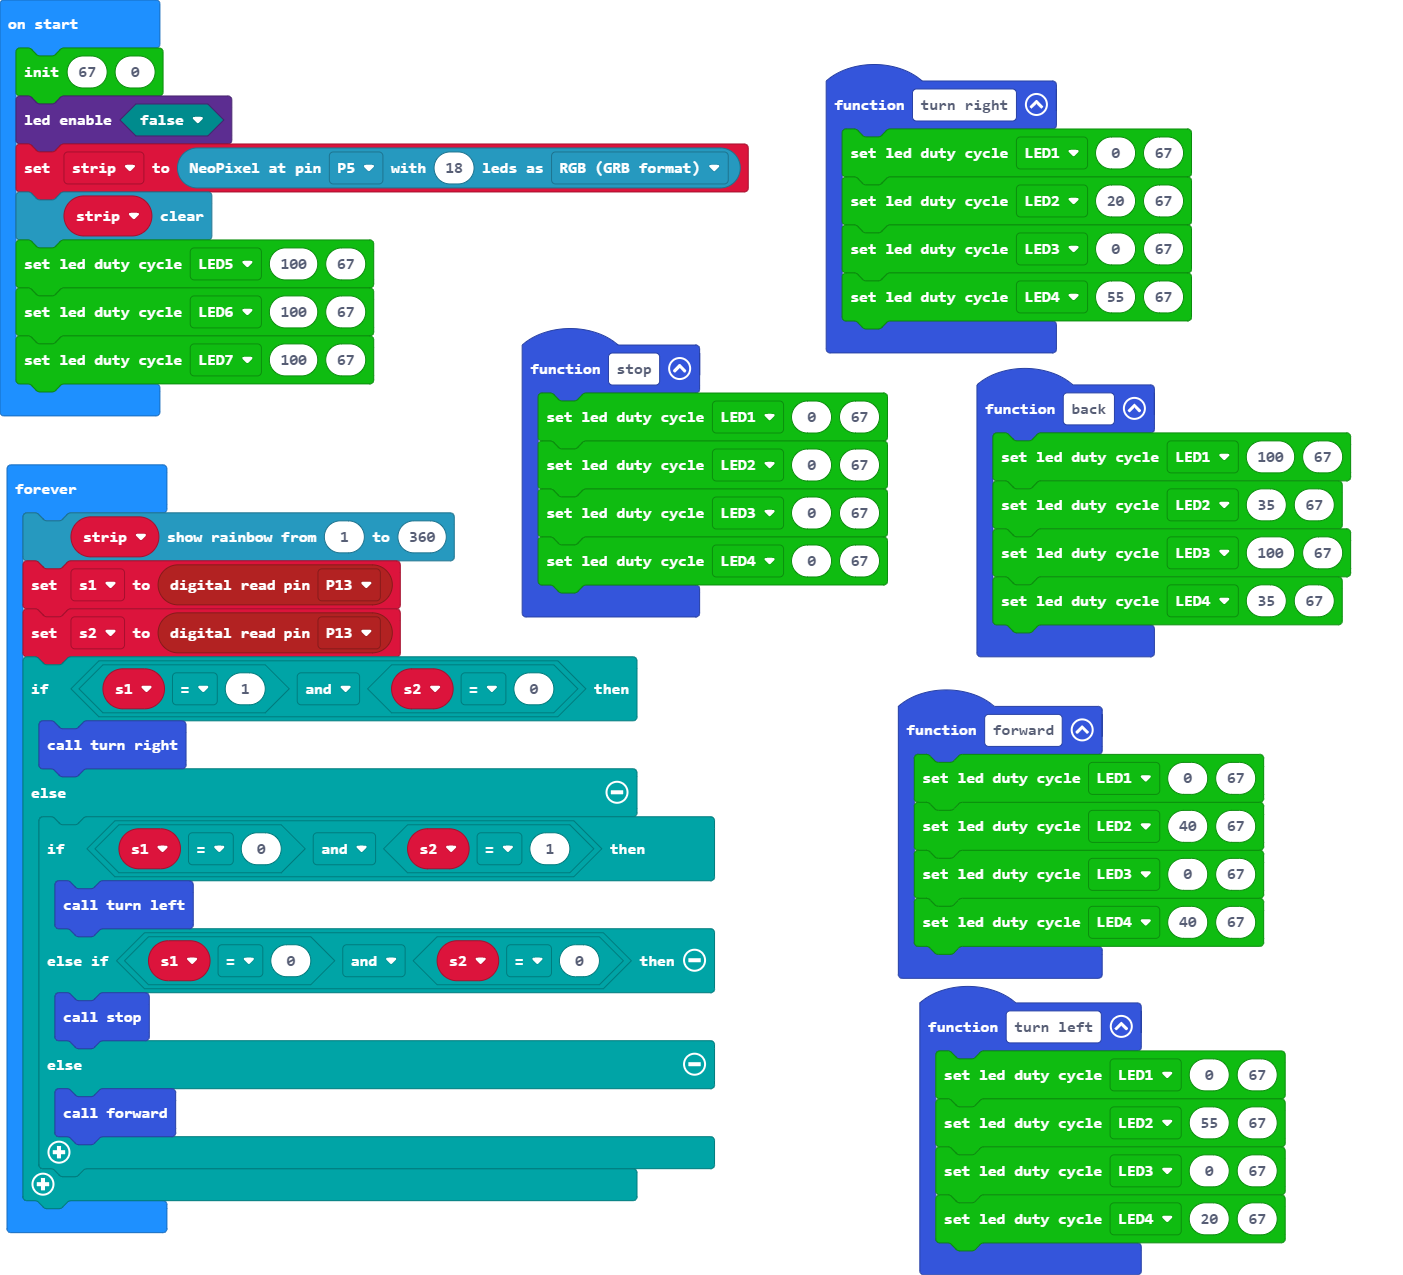 on start
init 67 0
led enable false
set strip to NeoPixel at pin P5 with 18 leds as RGB (GRB format)
strip clear
set led duty cycle LED5 100 67
set led duty cycle LED6 100 67
set led duty cycle LED7 100 67
forever
strip show rainbow from 1 to 360
set s1 to digital read pin P13
set s2 to digital read pin P13
if s1 = 1 and s2 = 0 then
call turn right
else
if s1 = 0 and s2 = 1 then
call turn left
else if s1 = 0 and s2 = 0 then
call stop
else
call forward
function stop
set led duty cycle LED1 0 67
set led duty cycle LED2 0 67
set led duty cycle LED3 0 67
set led duty cycle LED4 0 67
function turn right
set led duty cycle LED1 0 67
set led duty cycle LED2 20 67
set led duty cycle LED3 0 67
set led duty cycle LED4 55 67
function back
set led duty cycle LED1 100 67
set led duty cycle LED2 35 67
set led duty cycle LED3 100 67
set led duty cycle LED4 35 67
function forward
set led duty cycle LED1 0 67
set led duty cycle LED2 40 67
set led duty cycle LED3 0 67
set led duty cycle LED4 40 67
function turn left
set led duty cycle LED1 0 67
set led duty cycle LED2 55 67
set led duty cycle LED3 0 67
set led duty cycle LED4 20 67